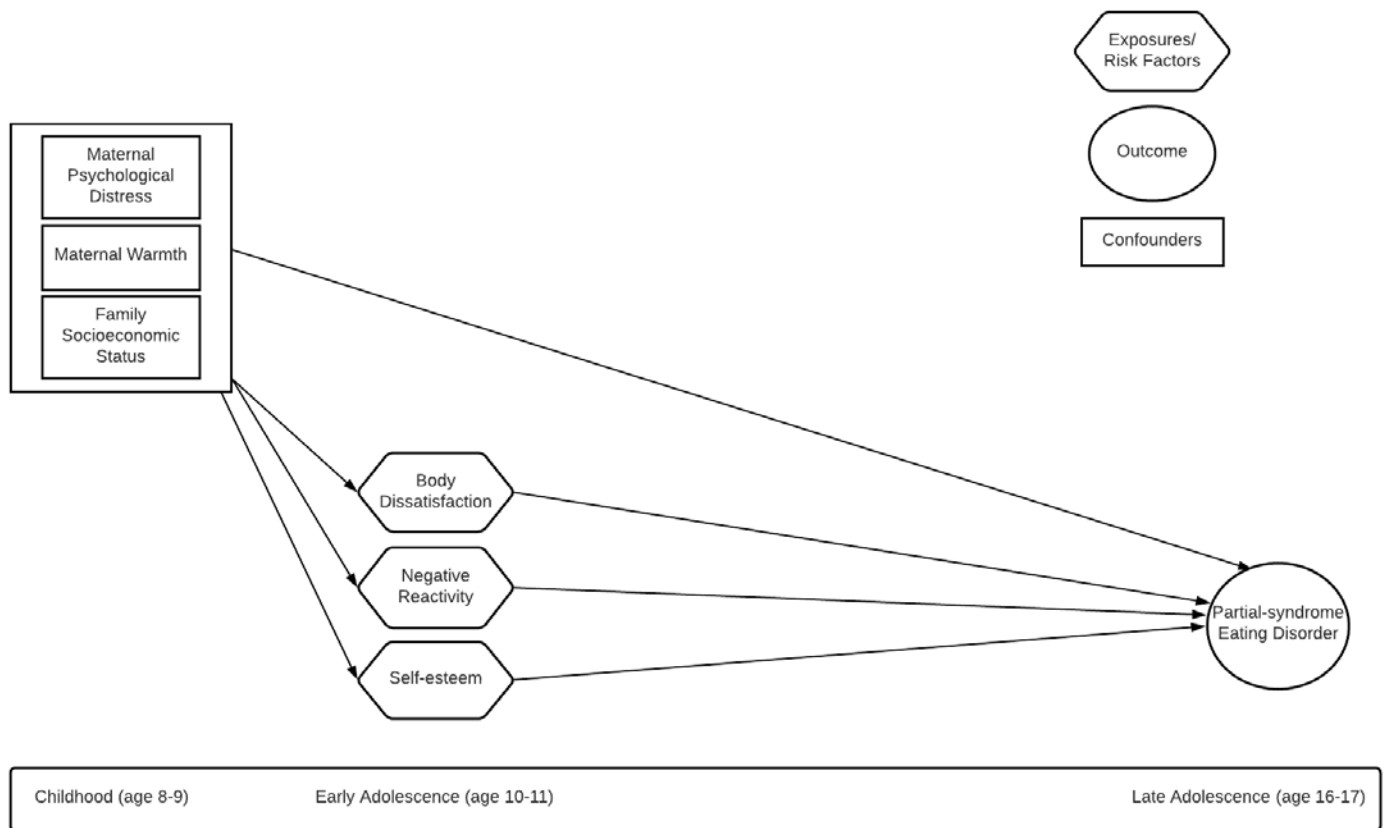 Exposures/
Risk Factors
Outcome
Confounders
Maternal
Psychological
Distress
Maternal Warmth
Family
Socioeconomic
Status
Body
Dissatisfaction
Negative
Reactivity
Self-esteem
Partial-syndrome
Eating Disorder
Childhood (age 8-9)
Early Adolescence (age 10-11)
Late Adolescence (age 16-17)